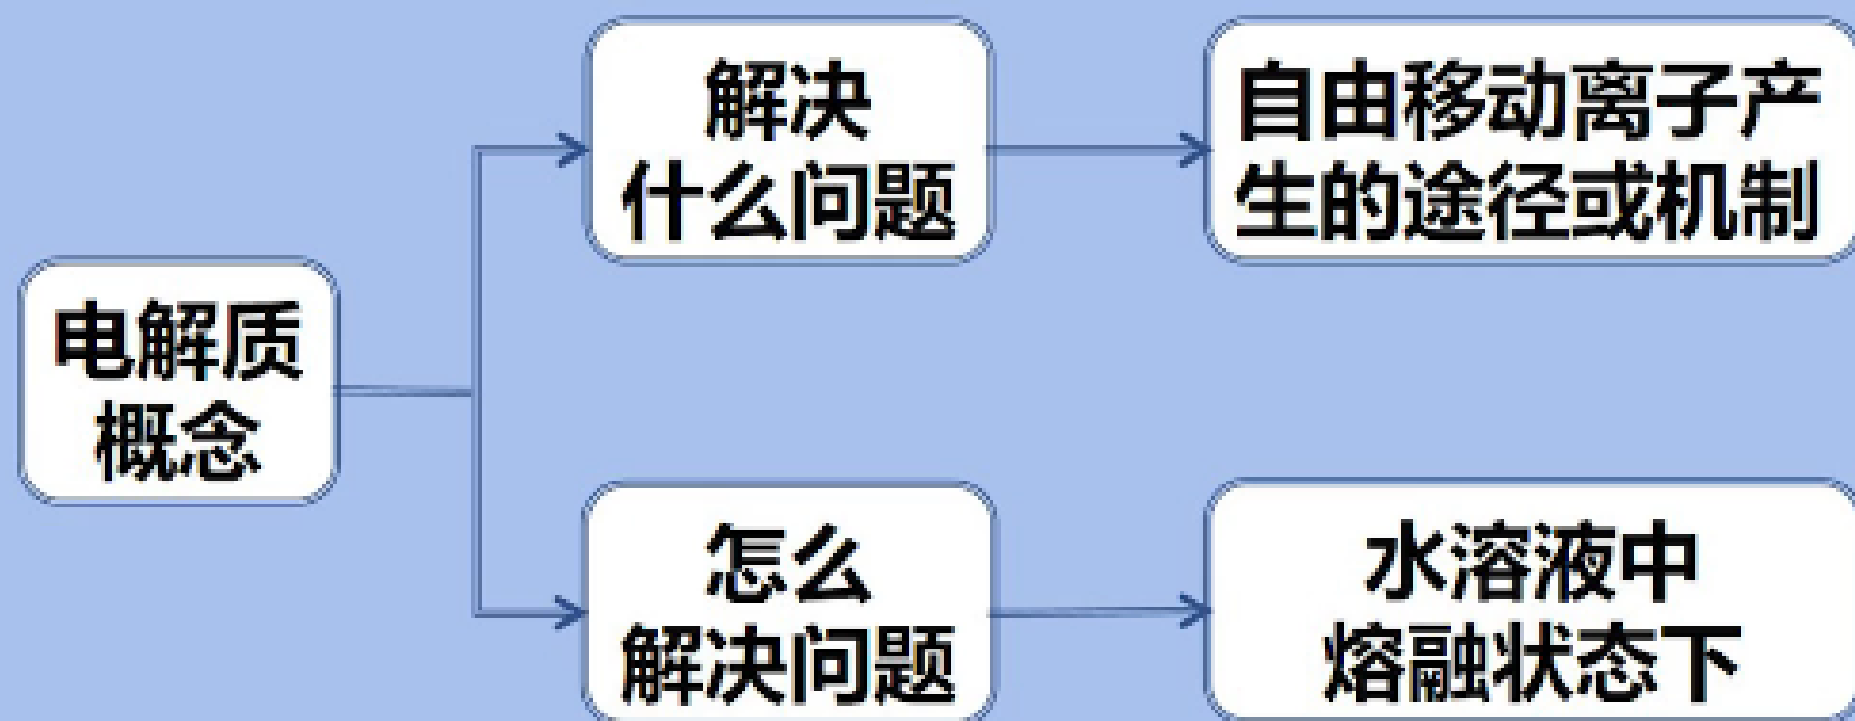 电解质
概念
解决
什么问题
自由移动离子产
生的途径或机制
怎么
解决问题
水溶液中
熔融状态下